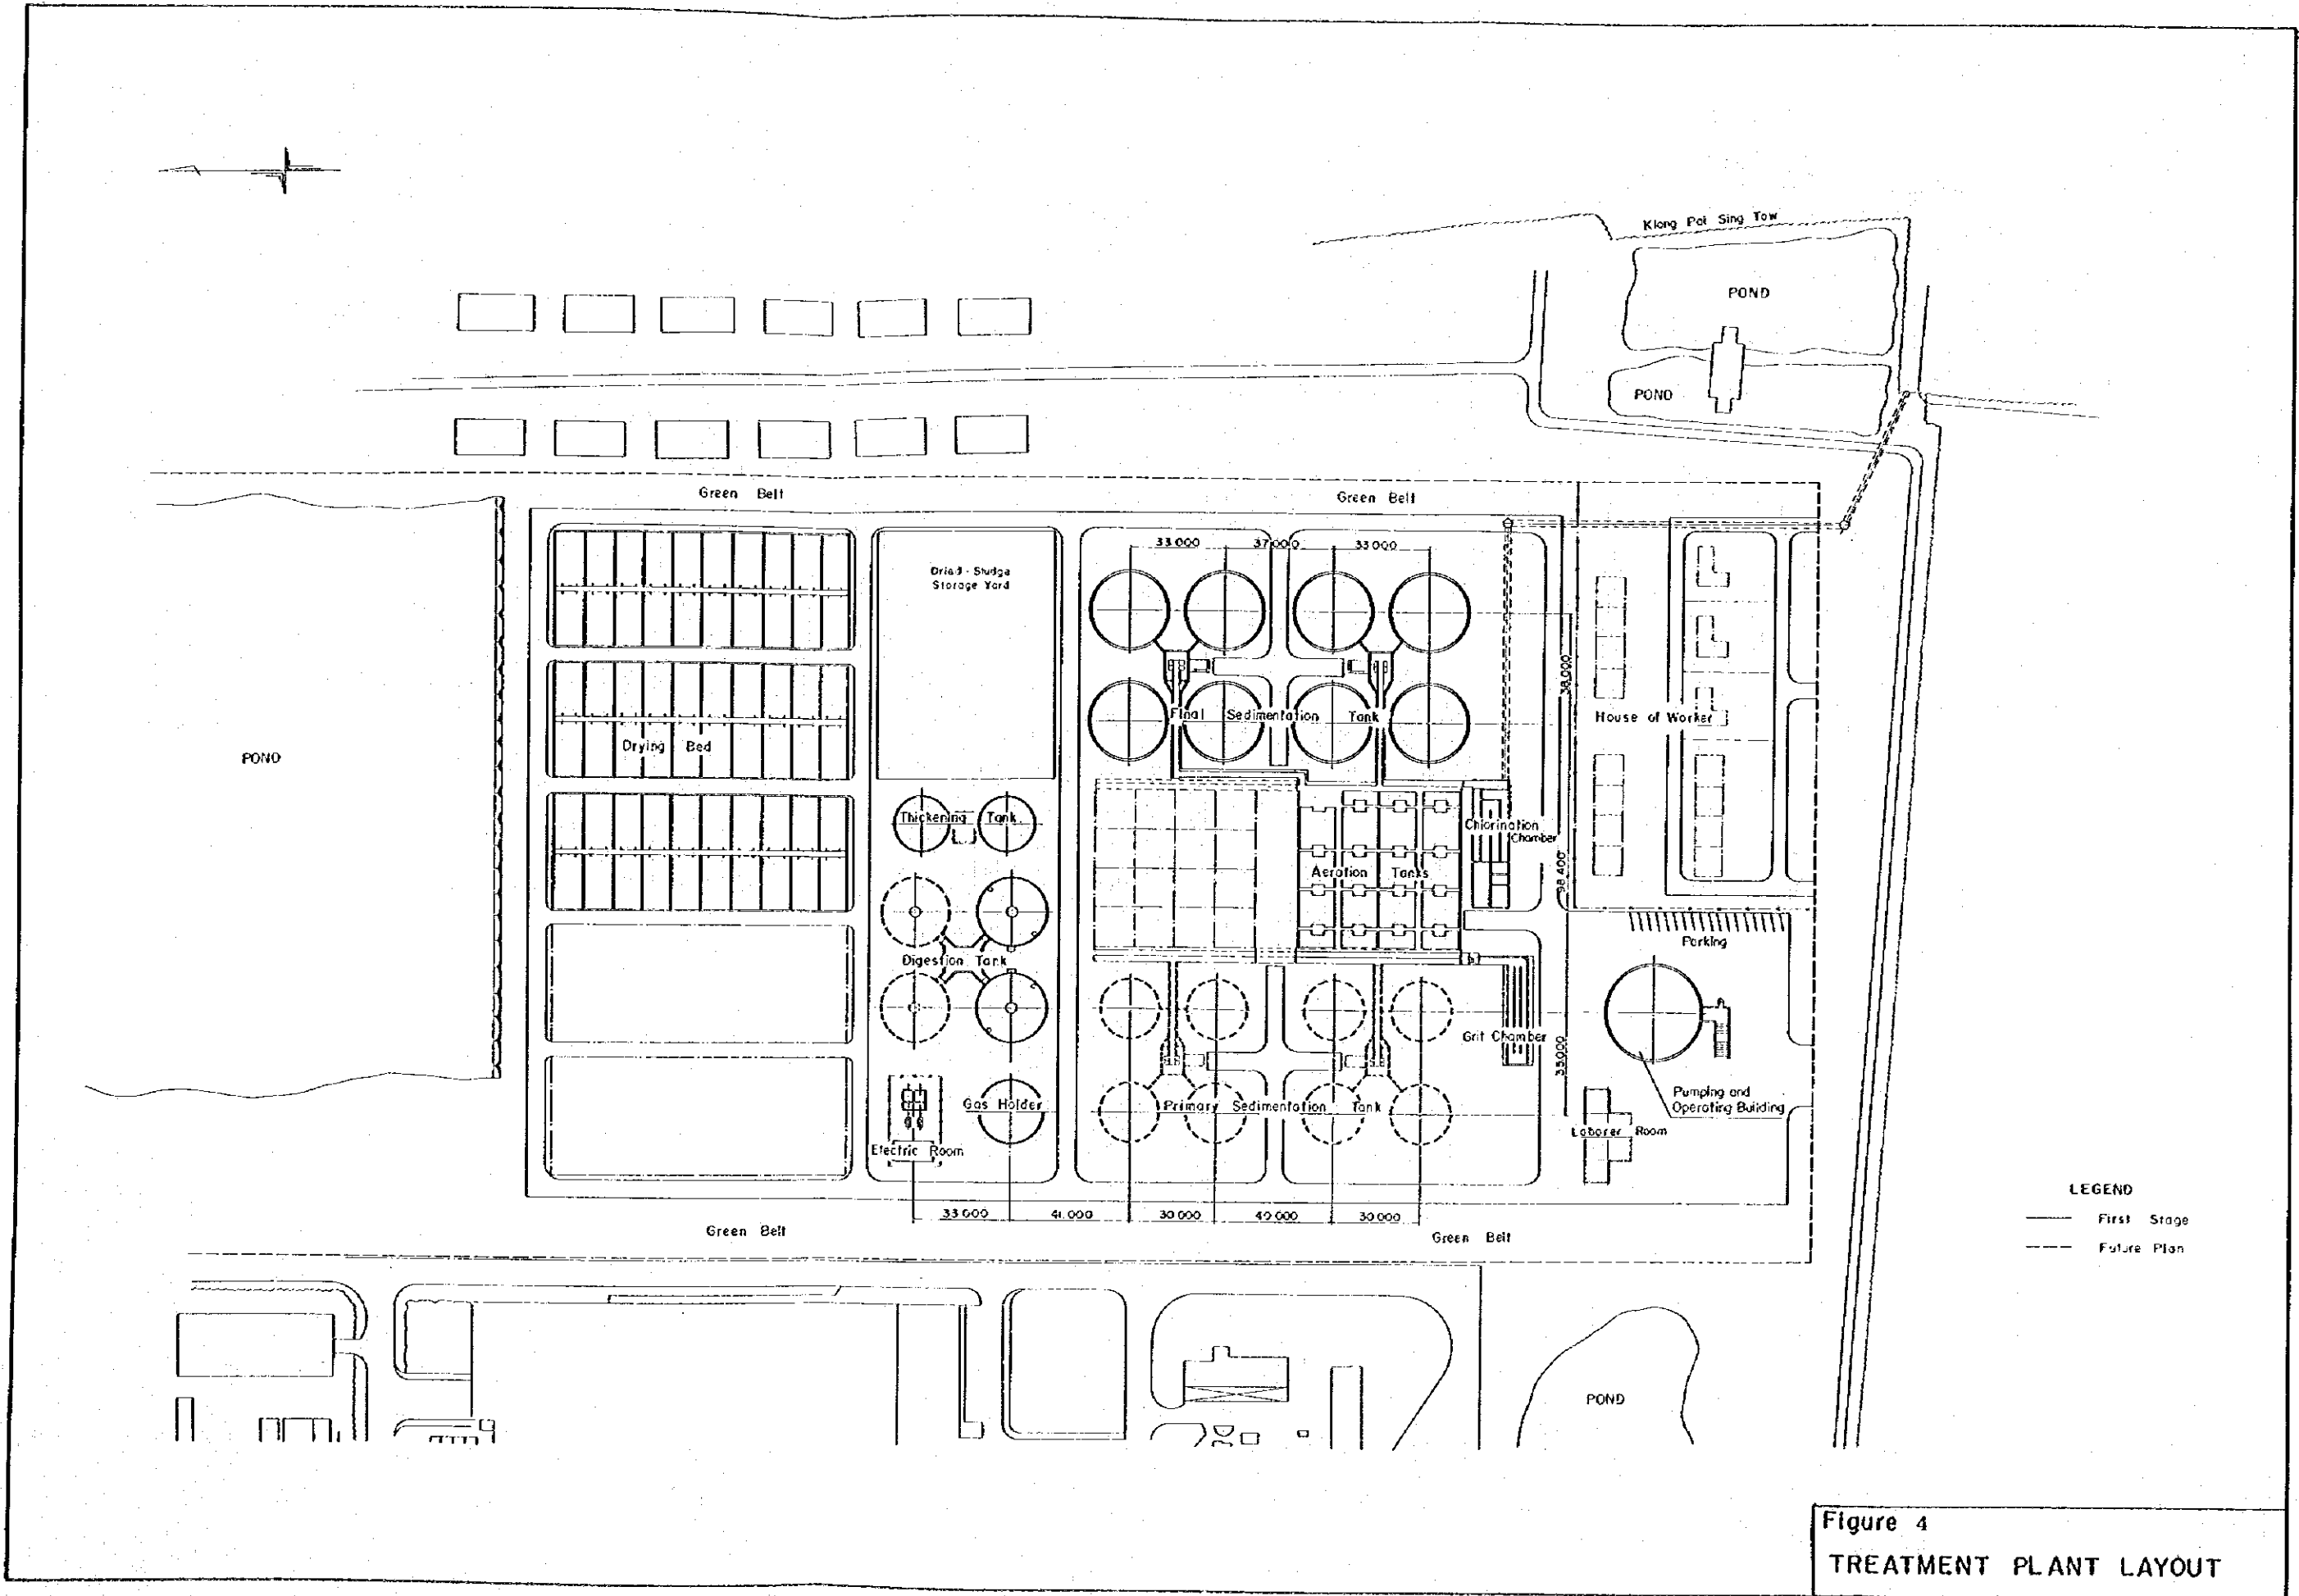 Klong Pai Sing Tow
POND
POND
Green Belt
Green Belt
33 000
37 000
33 000
Dried-Sludge
Storage Yard
38,000
Final Sedimentation Tank
House of Worker
Drying Bed
POND
Thickening Tank
Chlorination
Chamber
98,400
Aeration Tanks
Parking
Digestion Tank
Grit Chamber
35,000
Pumping and
Operating Building
Gas Holder
Primary Sedimentation Tank
Laborer Room
Electric Room
33 000
41,000
30 000
40 000
30 000
Green Belt
Green Belt
LEGEND
First Stage
Future Plan
POND
Figure 4
TREATMENT PLANT LAYOUT